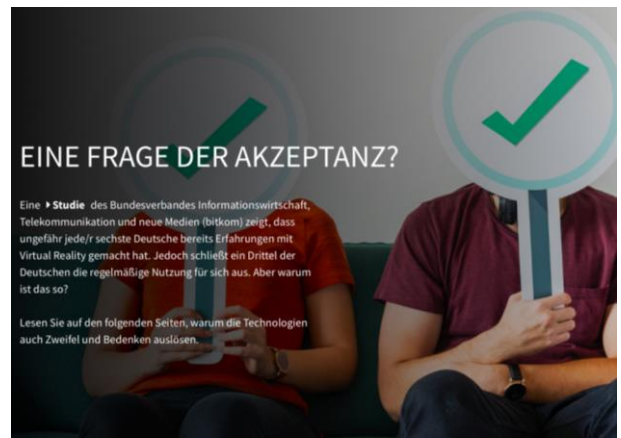 EINE FRAGE DER AKZEPTANZ?
Eine ▸ Studie des Bundesverbandes Informationswirtschaft,
Telekommunikation und neue Medien (bitkom) zeigt, dass
ungefähr jede/r sechste Deutsche bereits Erfahrungen mit
Virtual Reality gemacht hat. Jedoch schließt ein Drittel der
Deutschen die regelmäßige Nutzung für sich aus. Aber warum
ist das so?
Lesen Sie auf den folgenden Seiten, warum die Technologien
auch Zweifel und Bedenken auslösen.